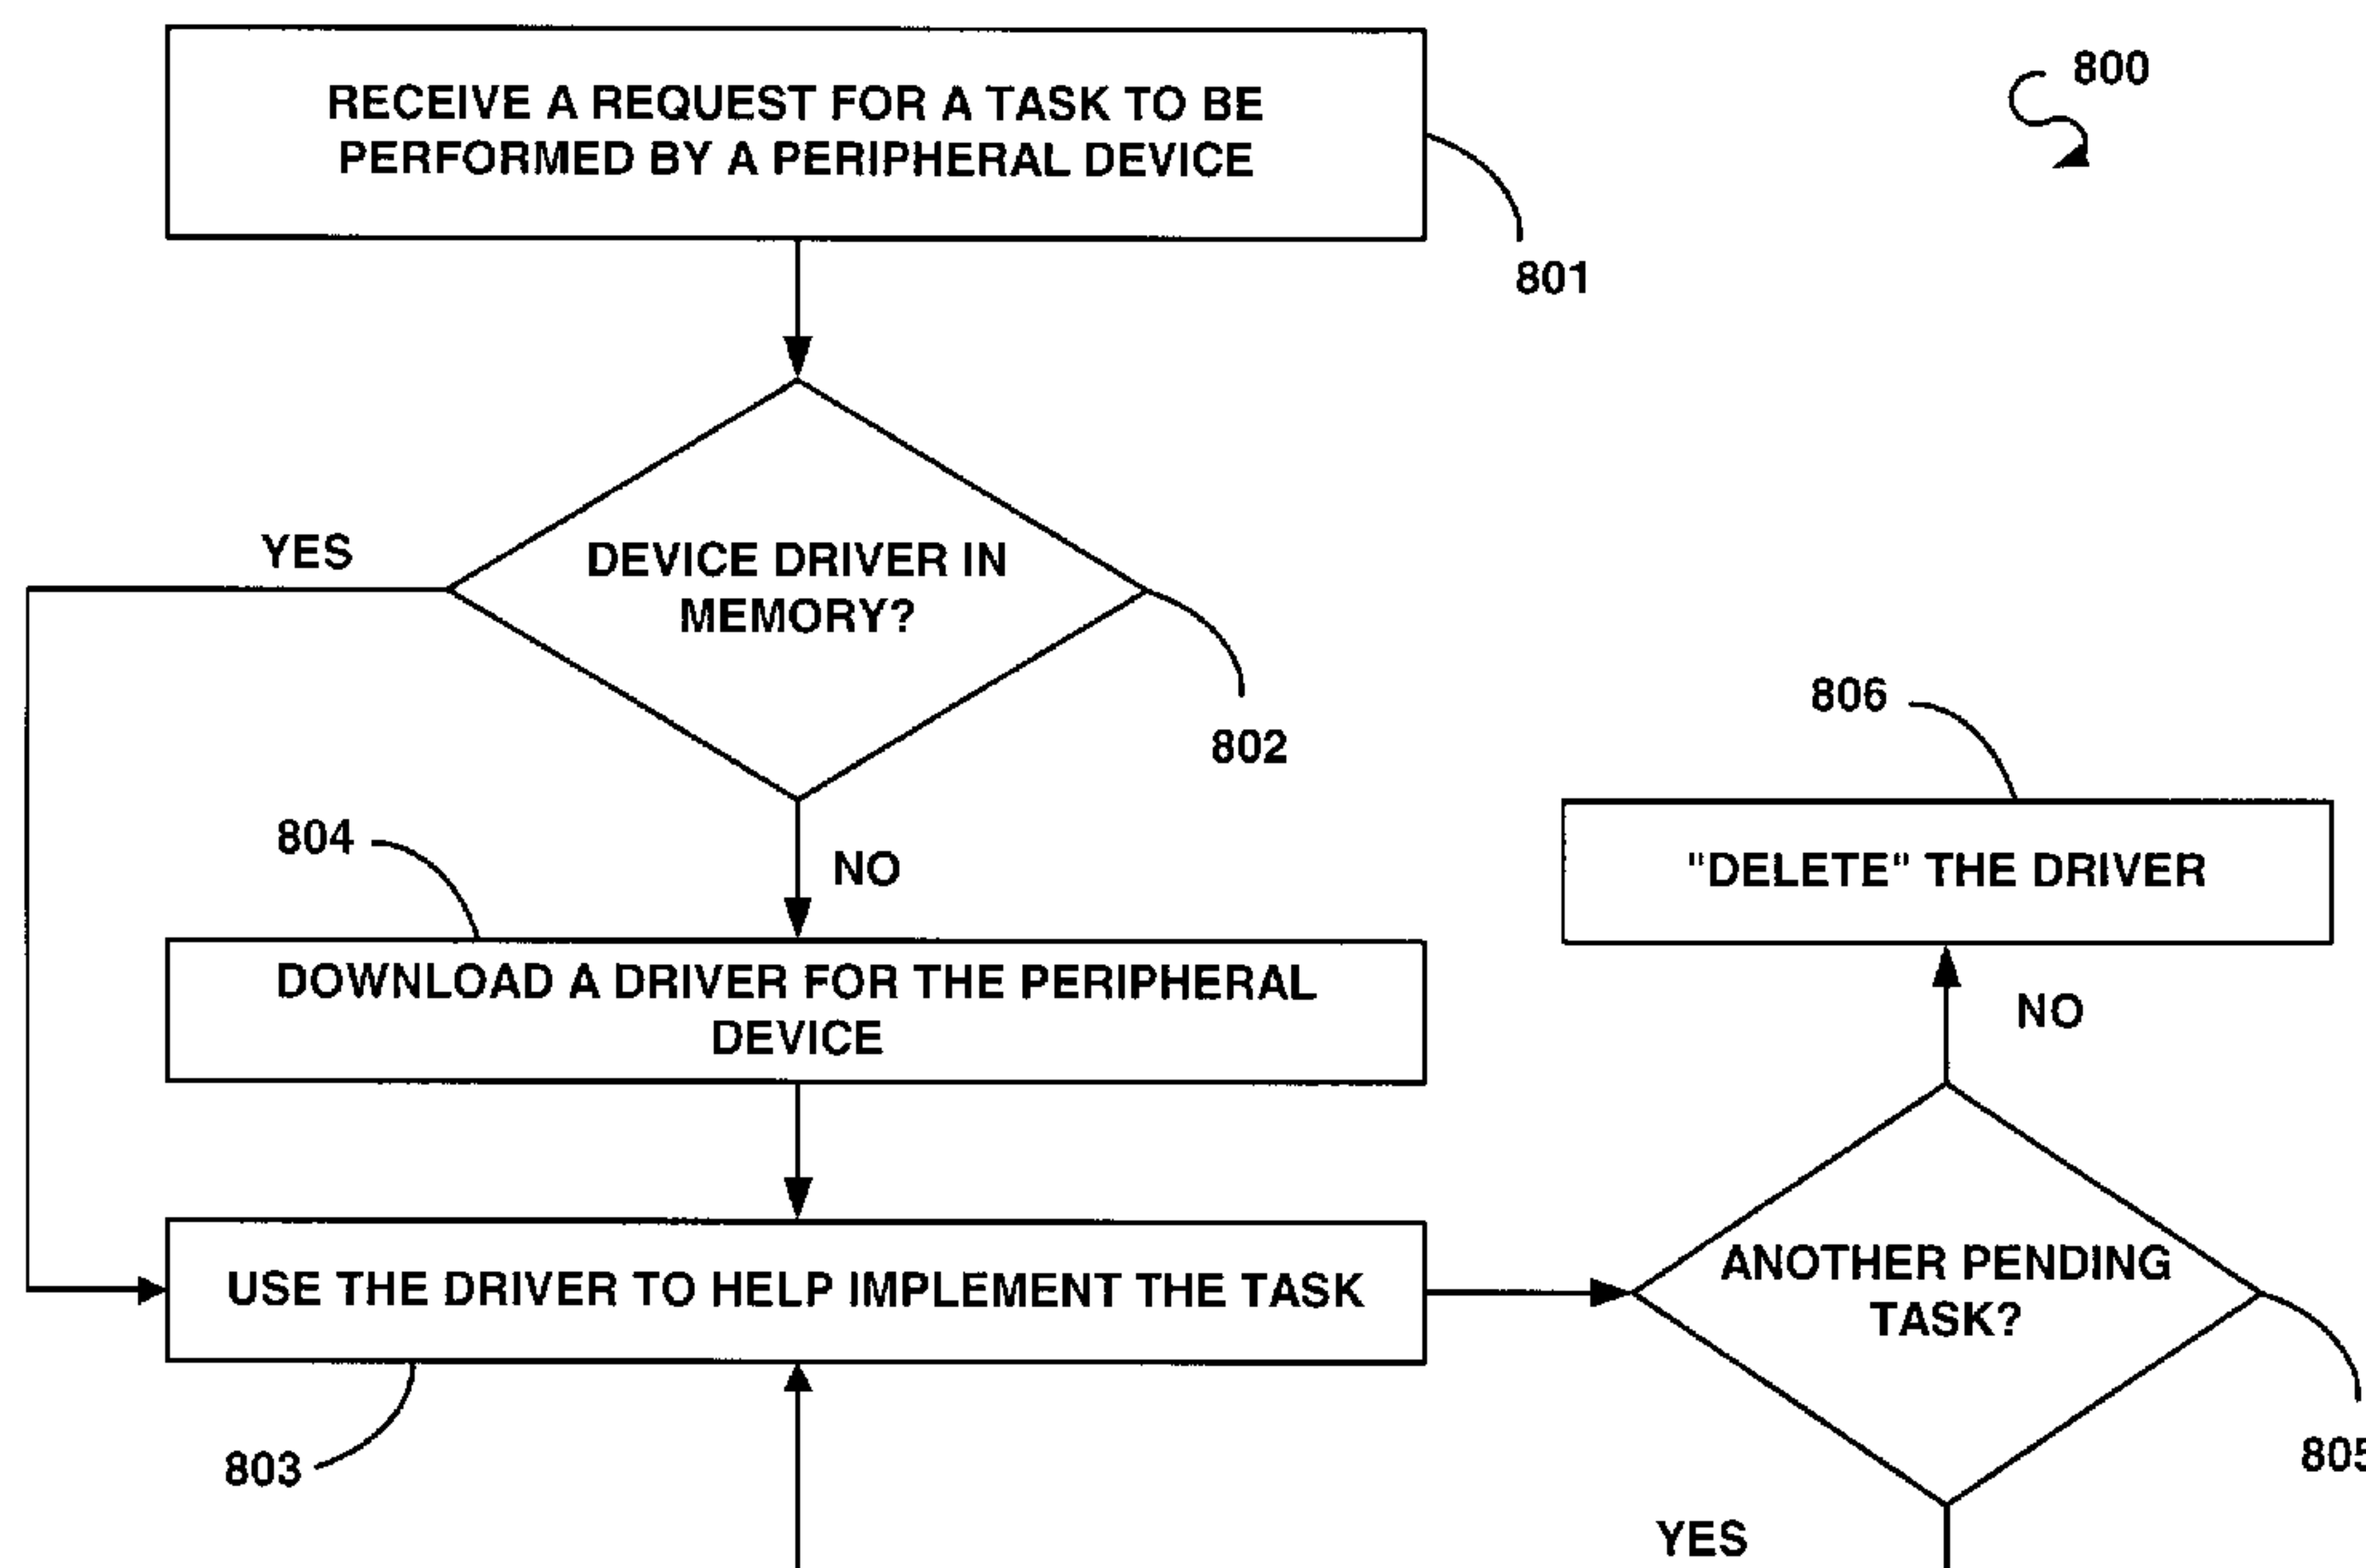 RECEIVE A REQUEST FOR A TASK TO BE
PERFORMED BY A PERIPHERAL DEVICE
800
801
YES
DEVICE DRIVER IN
MEMORY?
802
806
804
NO
"DELETE" THE DRIVER
DOWNLOAD A DRIVER FOR THE PERIPHERAL
DEVICE
NO
USE THE DRIVER TO HELP IMPLEMENT THE TASK
ANOTHER PENDING
TASK?
803
805
YES